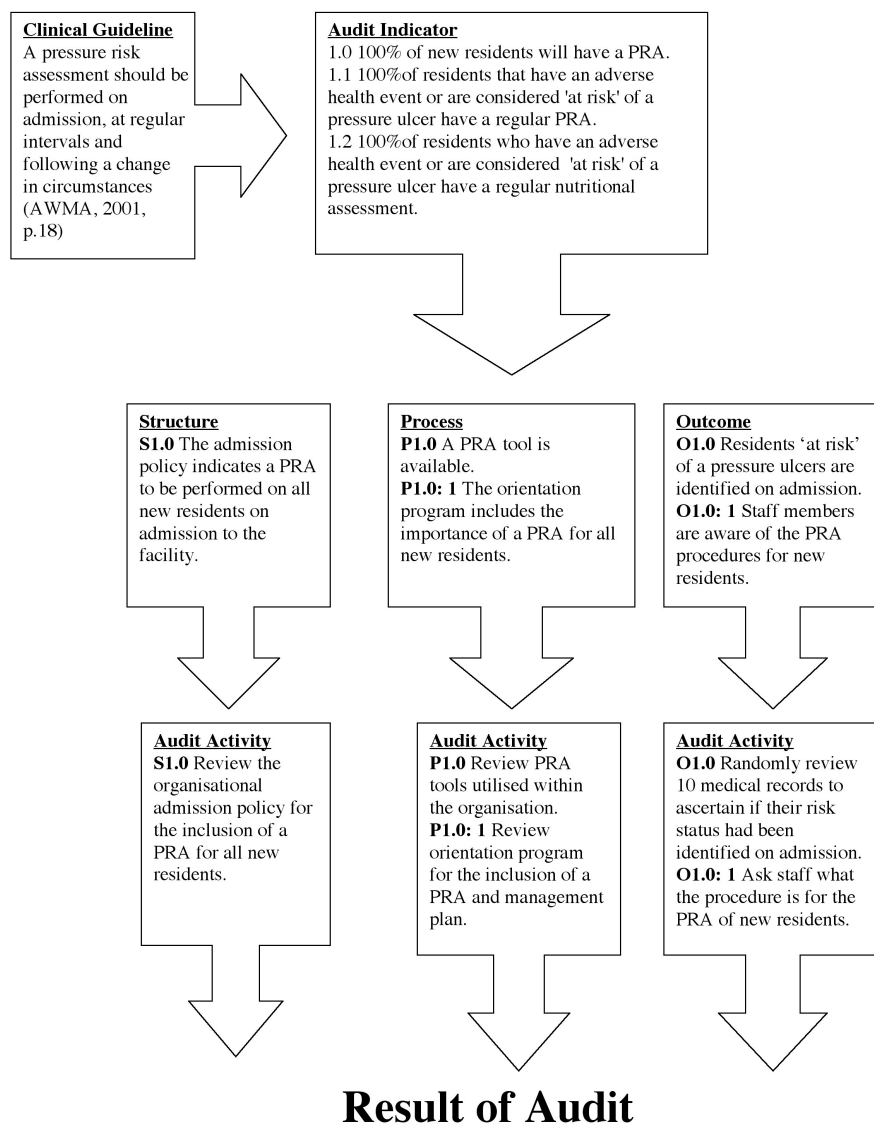 Clinical Guideline
A pressure risk
assessment should be
performed on
admission, at regular
intervals and
following a change
in circumstances
(AWMA, 2001,
p.18)
Audit Indicator
1.0 100% of new residents will have a PRA.
1.1 100%of residents that have an adverse
health event or are considered 'at risk' of a
pressure ulcer have a regular PRA.
1.2 100%of residents who have an adverse
health event or are considered 'at risk' of a
pressure ulcer have a regular nutritional
assessment.
Structure
S1.0 The admission
policy indicates a PRA
to be performed on all
new residents on
admission to the
facility.
Process
P1.0 A PRA tool is
available.
P1.0: 1 The orientation
program includes the
importance of a PRA for all
new residents.
Outcome
O1.0 Residents ‘at risk’
of a pressure ulcers are
identified on admission.
O1.0: 1 Staff members
are aware of the PRA
procedures for new
residents.
Audit Activity
S1.0 Review the
organisational
admission policy for
the inclusion of a
PRA for all new
residents.
Audit Activity
P1.0 Review PRA
tools utilised within
the organisation.
P1.0: 1 Review
orientation program
for the inclusion of a
PRA and management
plan.
Audit Activity
O1.0 Randomly review
10 medical records to
ascertain if their risk
status had been
identified on admission.
O1.0: 1 Ask staff what
the procedure is for the
PRA of new residents.
Result of Audit